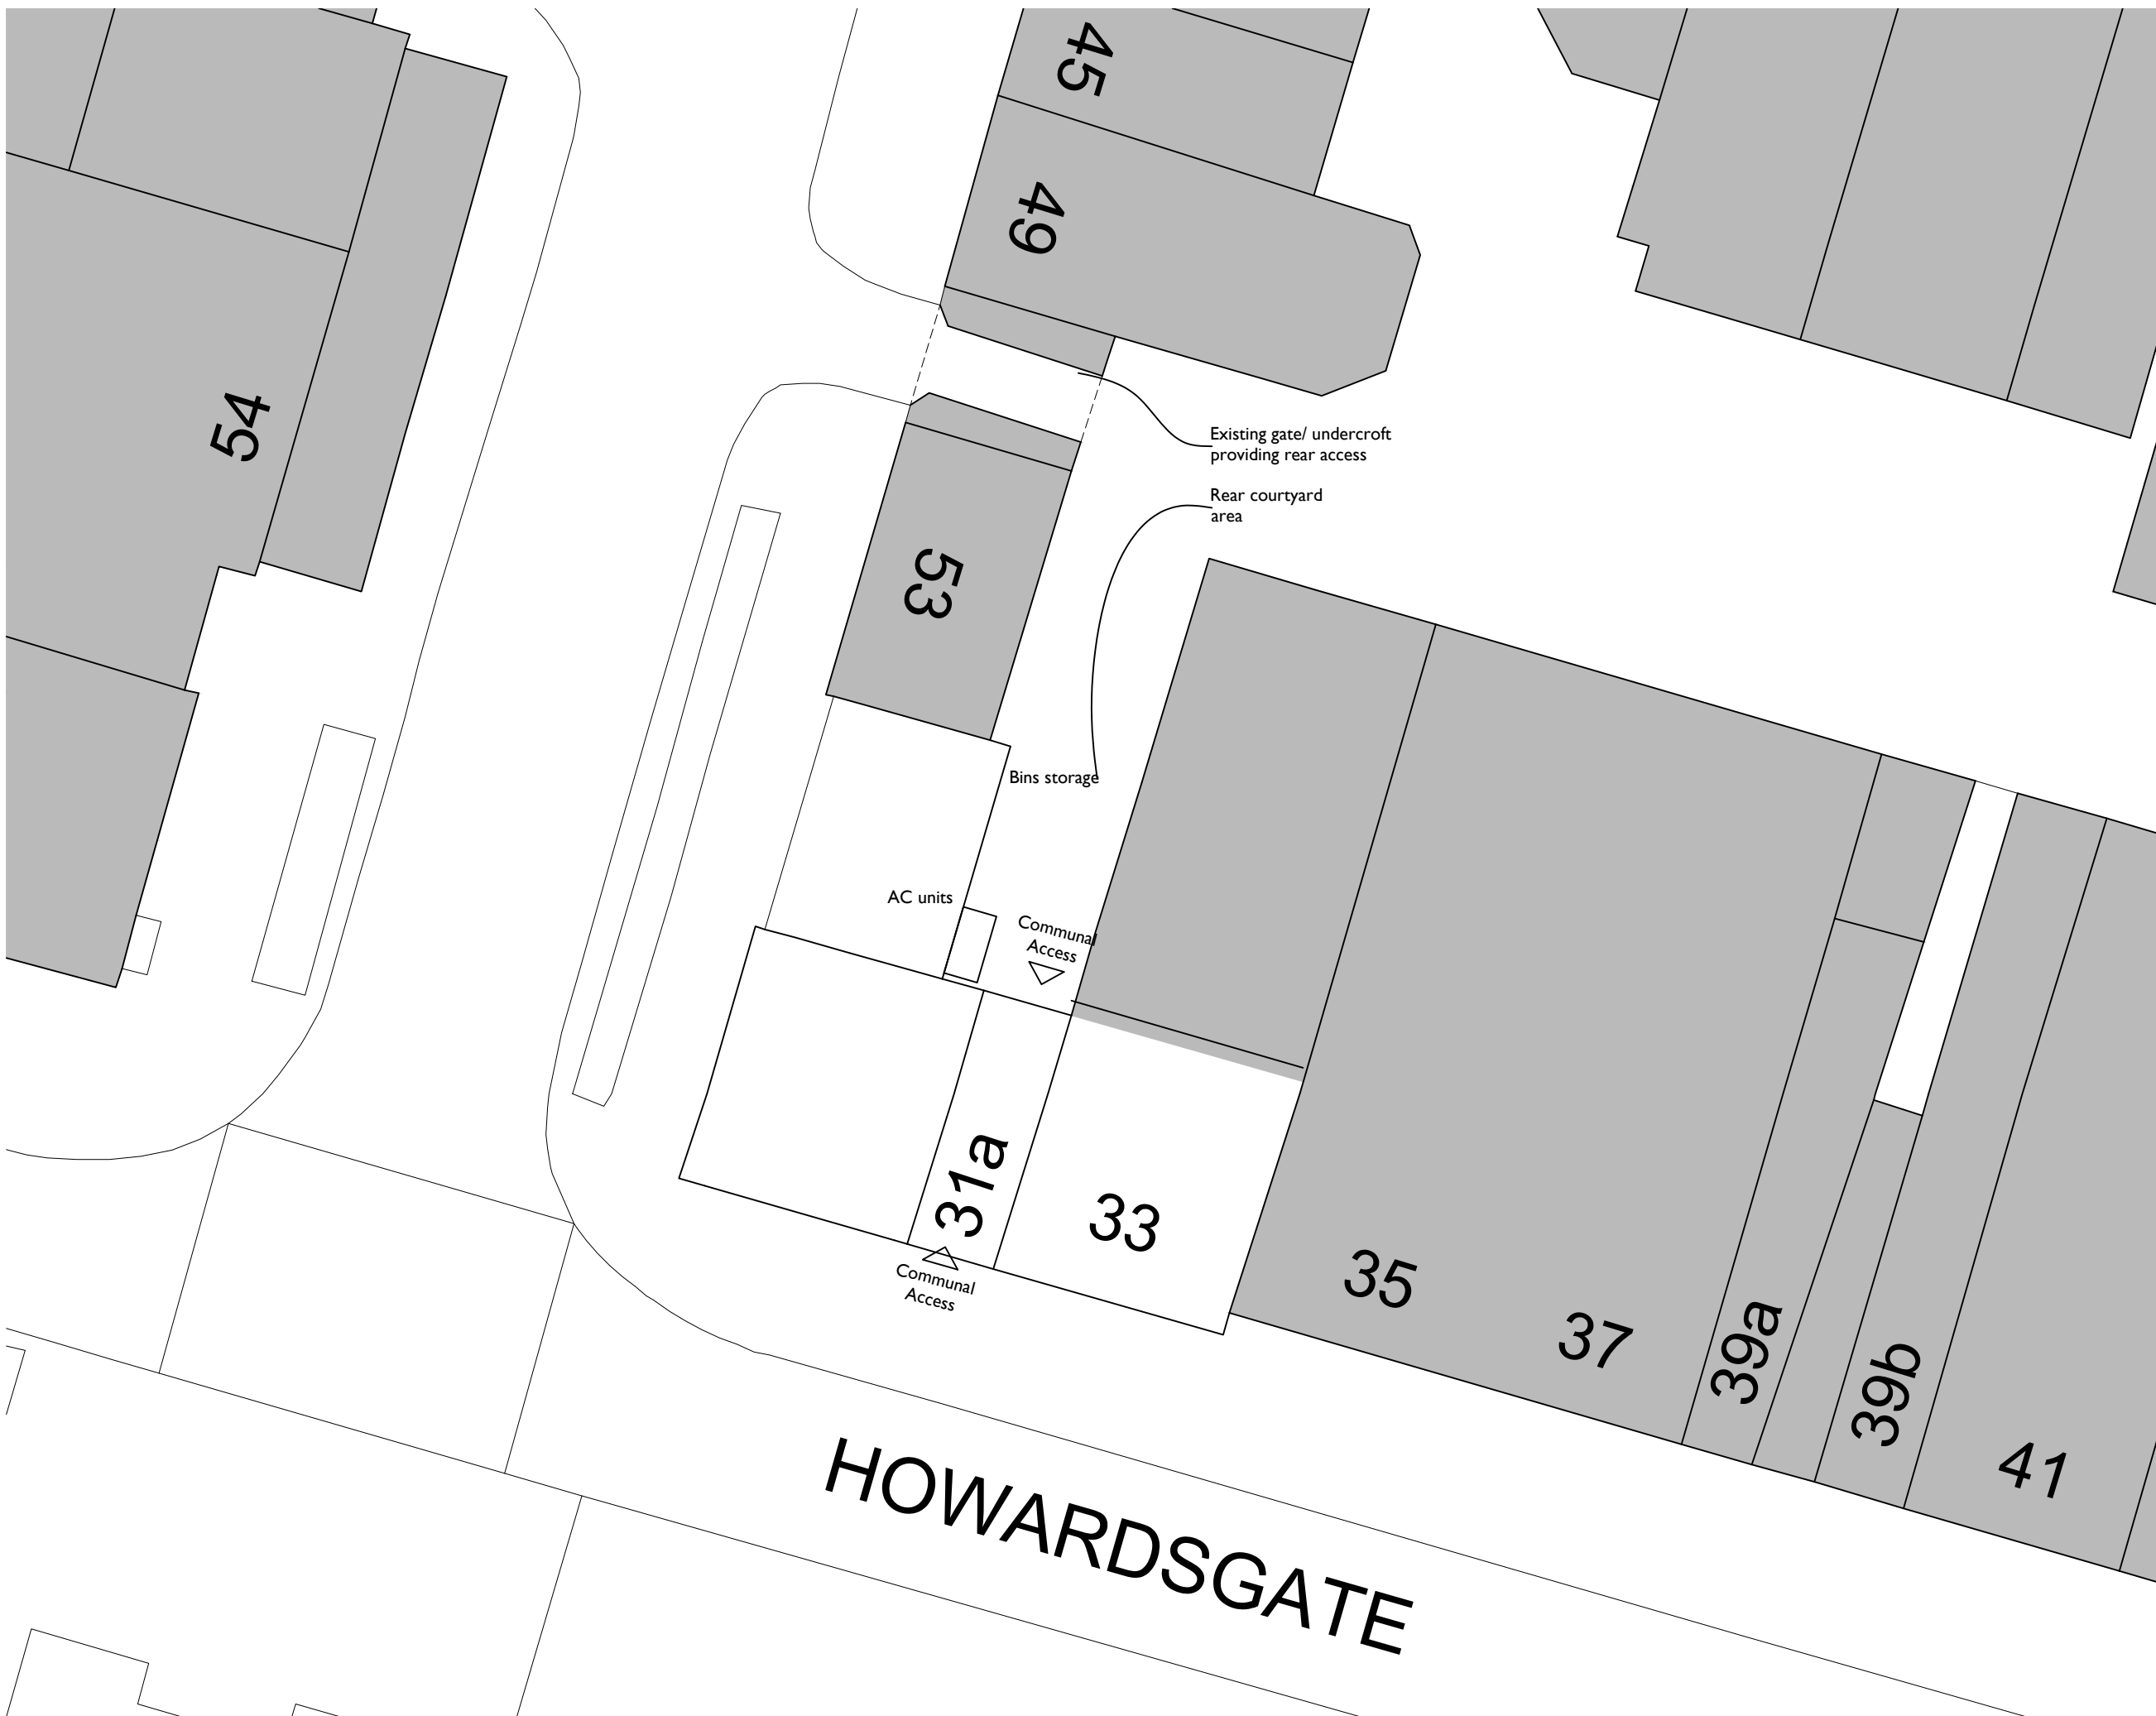 45
49
54
Existing gate/ undercroft
providing rear access
Rear courtyard
area
53
Bins storage
AC units
Communal
Access
31a
33
Communal
Access
35
37
39a
39b
41
HOWARDSGATE